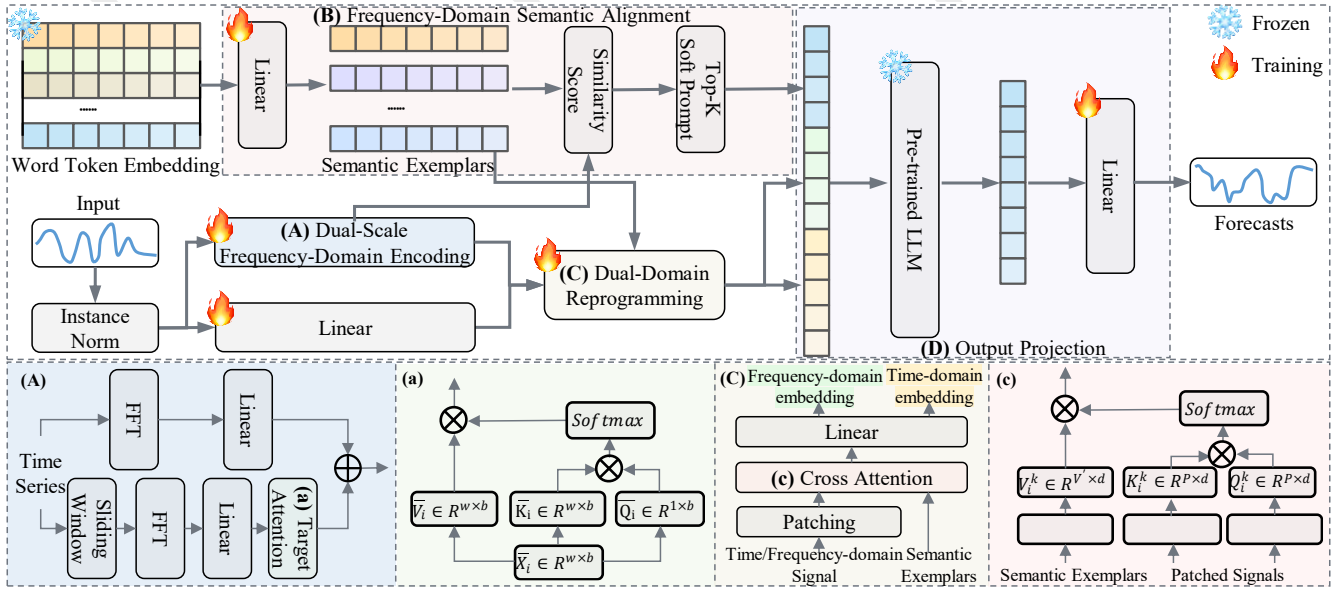 (B) Frequency-Domain Semantic Alignment
Frozen
Training
......
Word Token Embedding
Linear
......
Semantic Exemplars
Similarity
Score
Top-K
Soft Prompt
Pre-trained LLM
Linear
Forecasts
(D) Output Projection
Input
Instance
Norm
(A) Dual-Scale
Frequency-Domain Encoding
Linear
(C) Dual-Domain
Reprogramming
(A)
Time
Series
FFT
Linear
Sliding
Window
FFT
Linear
(a) Target
Attention
(a)
Softmax
V̅i ∈ R^{w×b}
K̅i ∈ R^{w×b}
Q̅i ∈ R^{1×b}
X̅i ∈ R^{w×b}
(C)
Frequency-domain
embedding
Time-domain
embedding
Linear
(c) Cross Attention
Patching
Time/Frequency-domain
Signal
Semantic
Exemplars
(c)
Softmax
V_i^k ∈ R^{V'×d}
K_i^k ∈ R^{P×d}
Q_i^k ∈ R^{P×d}
Semantic Exemplars
Patched Signals